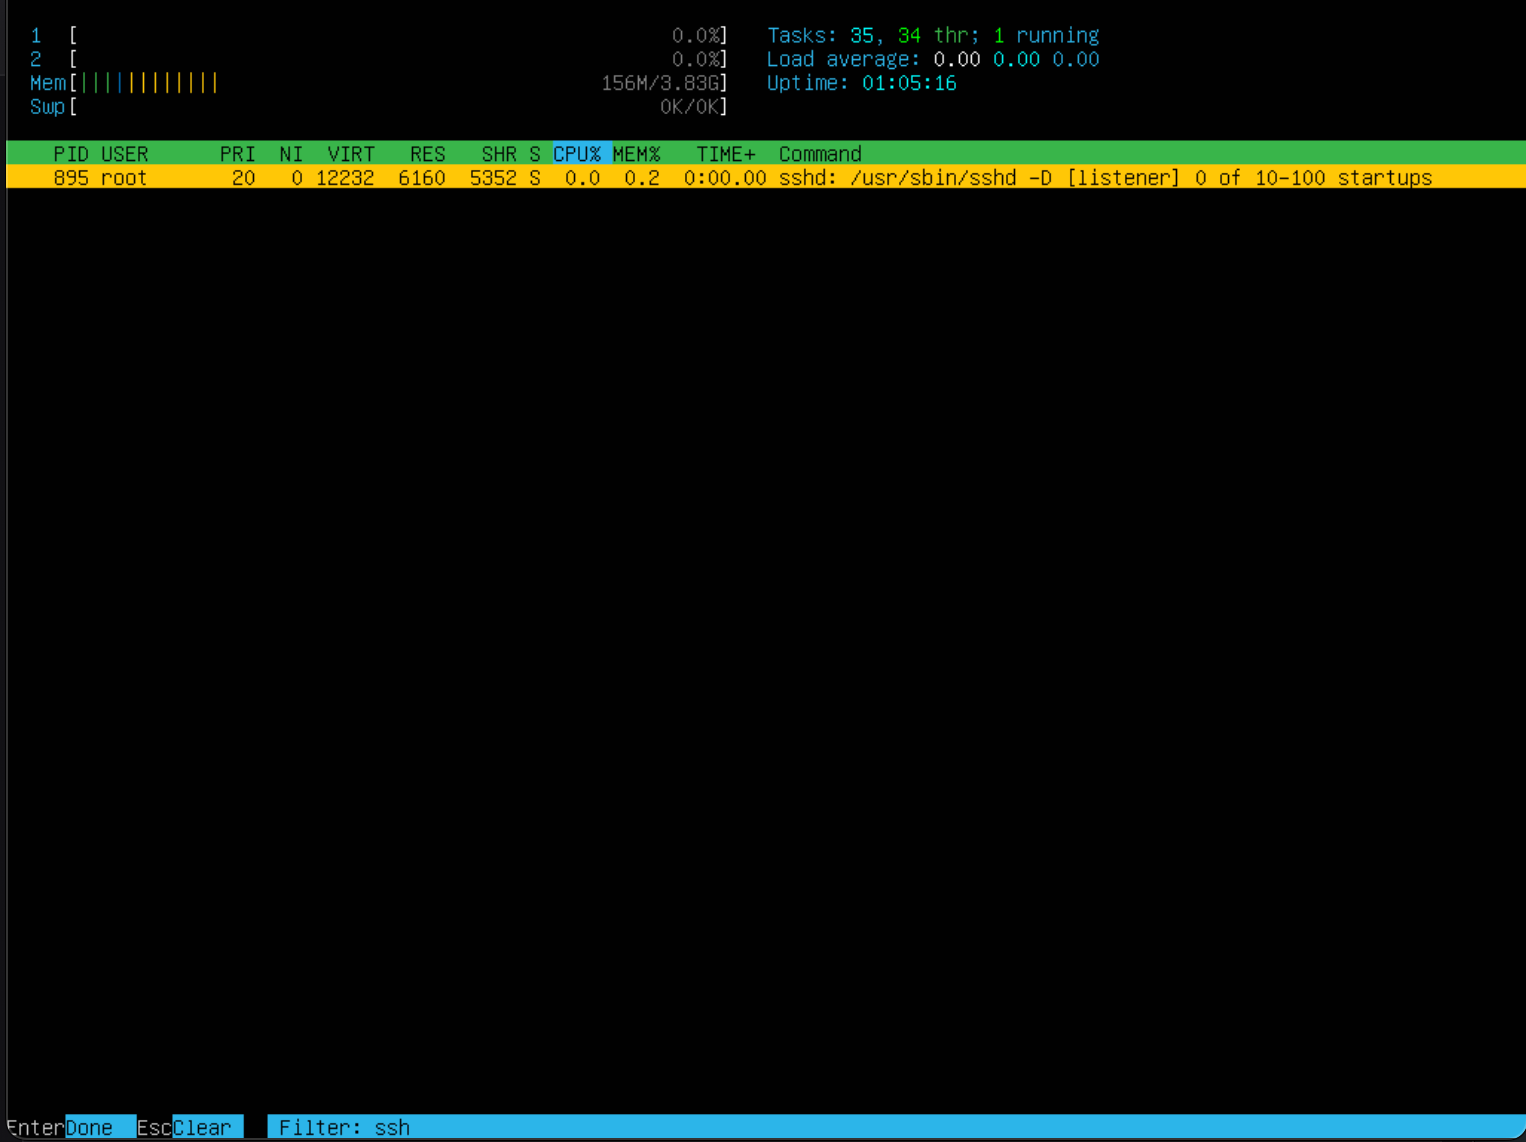 1 [ 0.0%] Tasks: 35, 34 thr; 1 running
2 [ 0.0%] Load average: 0.00 0.00 0.00
Mem[|||||||||||| 156M/3.83G] Uptime: 01:05:16
Swp[ 0K/0K]
PID USER PRI NI VIRT RES SHR S CPU% MEM% TIME+ Command
895 root 20 0 12232 6160 5352 S 0.0 0.2 0:00.00 sshd: /usr/sbin/sshd -D [listener] 0 of 10-100 startups
EnterDone EscClear Filter: ssh